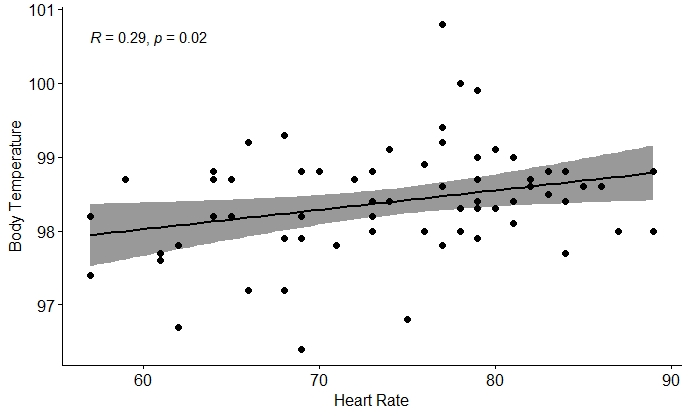 101
R = 0.29, p = 0.02
100
99
98
97
Body Temperature
60 70 80 90
Heart Rate